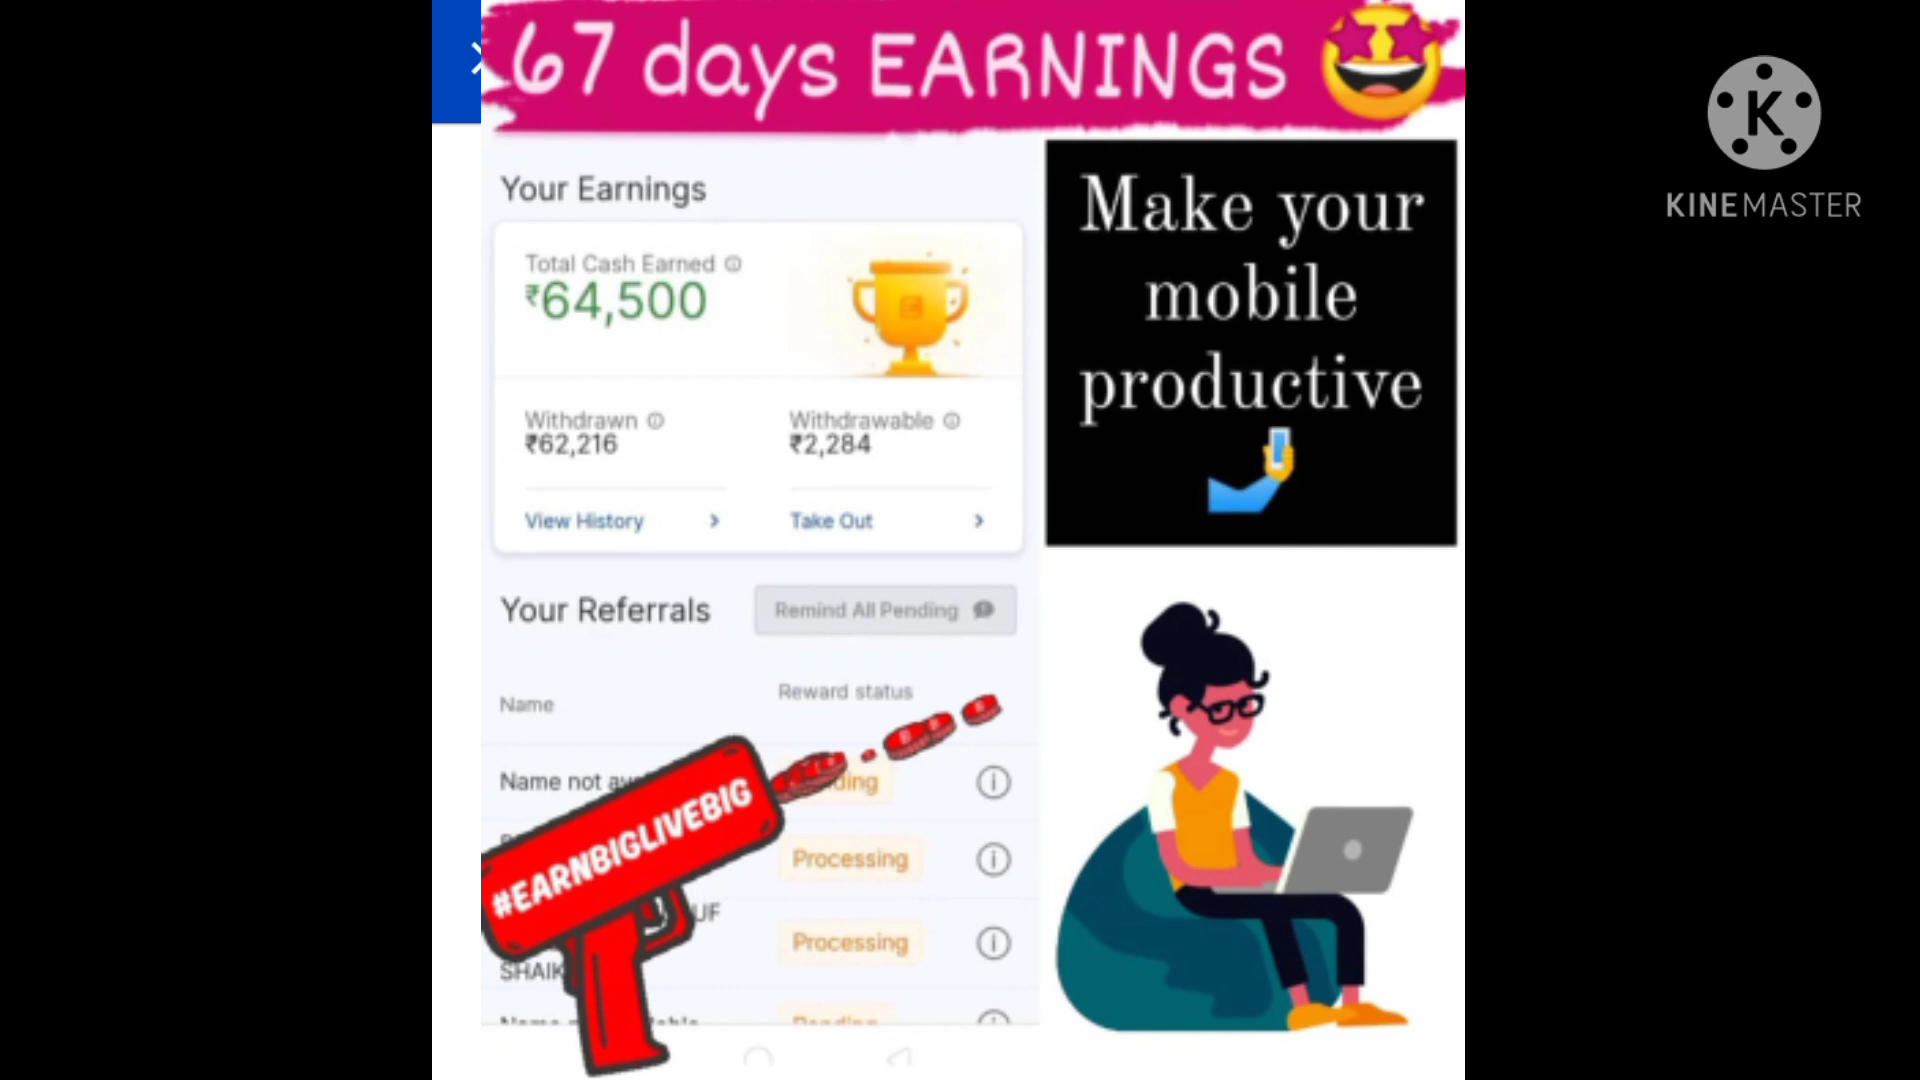 67 days EARNINGS
Your Earnings
Total Cash Earned
₹64,500
Withdrawn
₹62,216
Withdrawable
₹2,284
View History
Take Out
Your Referrals
Remind All Pending
Name
Reward status
Name not
Processing
UF
SHAIK
Processing
#EARNBIGLIVEBIG
Make your
mobile
productive
K
KINEMASTER